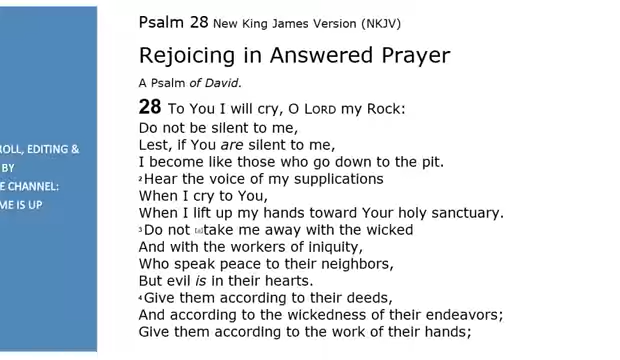 Psalm 28 New King James Version (NKJV)
Rejoicing in Answered Prayer
A Psalm of David.
28 To You I will cry, O LORD my Rock:
Do not be silent to me,
Lest, if You are silent to me,
I become like those who go down to the pit.
2 Hear the voice of my supplications
When I cry to You,
When I lift up my hands toward Your holy sanctuary.
3 Do not [a]take me away with the wicked
And with the workers of iniquity,
Who speak peace to their neighbors,
But evil is in their hearts.
4 Give them according to their deeds,
And according to the wickedness of their endeavors;
Give them according to the work of their hands;
ROLL, EDITING &
BY
E CHANNEL:
ME IS UP